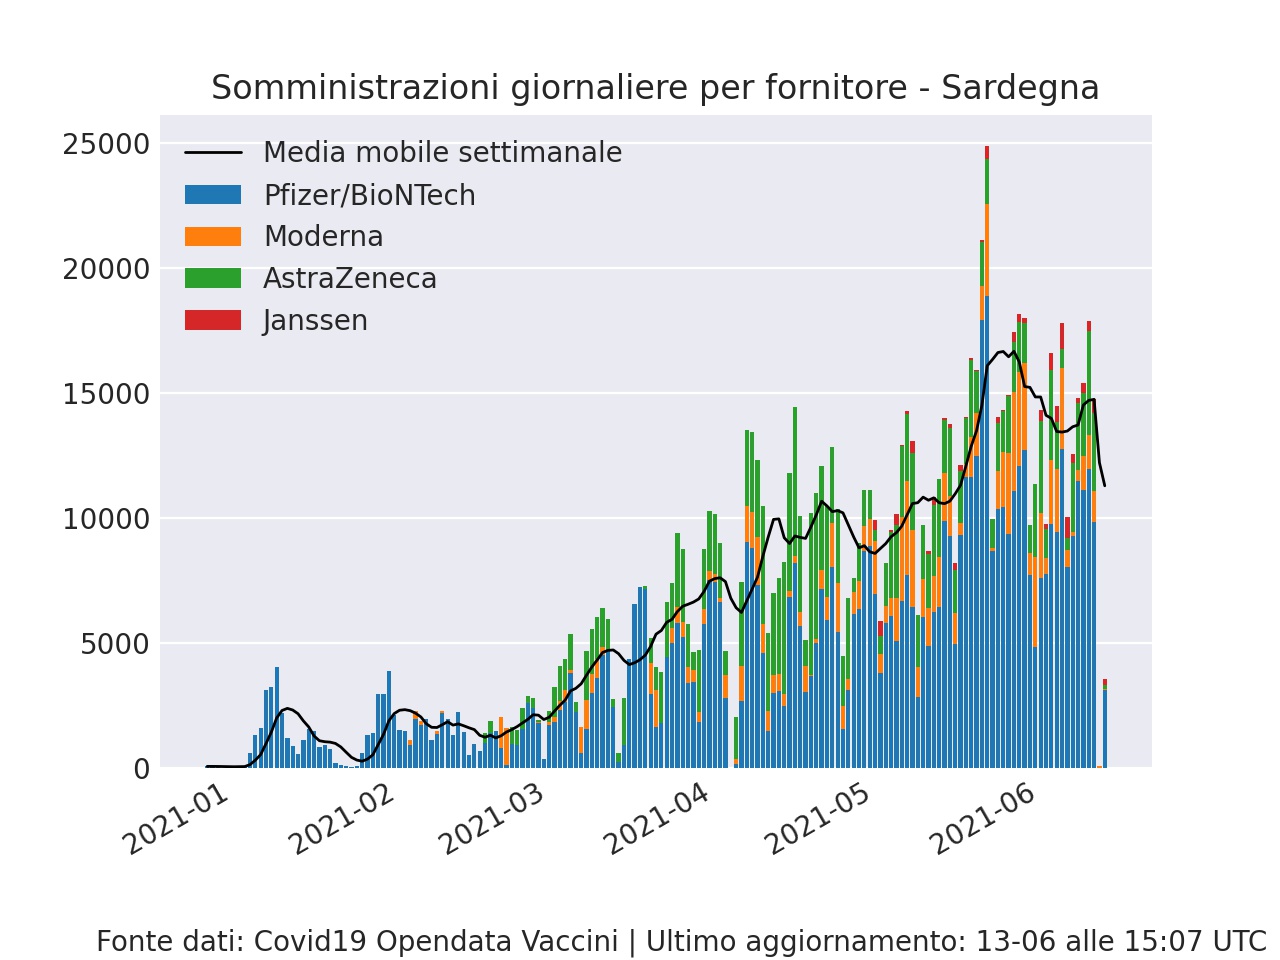 Somministrazioni giornaliere per fornitore - Sardegna
25000
20000
15000
10000
5000
0
Media mobile settimanale
Pfizer/BioNTech
Moderna
AstraZeneca
Janssen
2021-01
2021-02
2021-03
2021-04
2021-05
2021-06
Fonte dati: Covid19 Opendata Vaccini | Ultimo aggiornamento: 13-06 alle 15:07 UTC